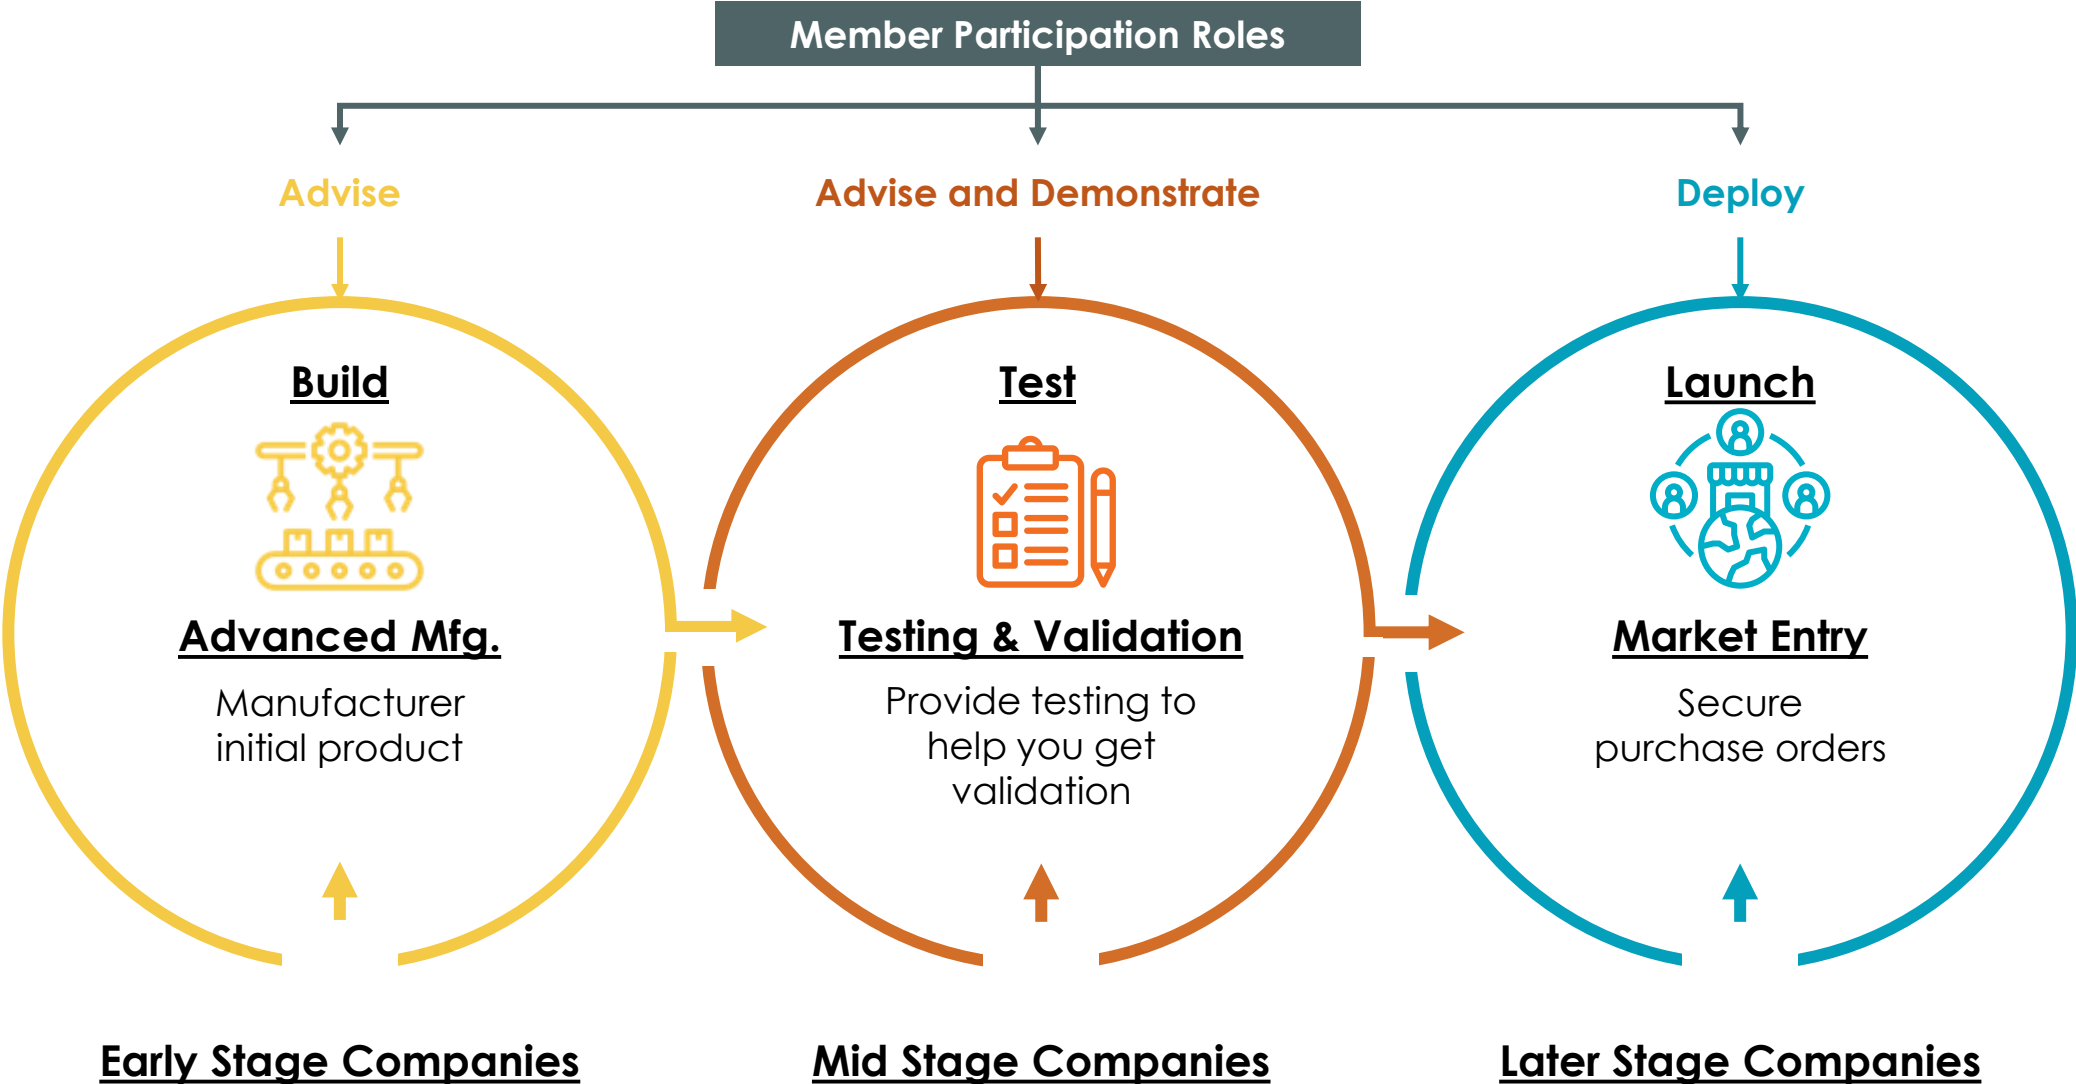 Member Participation Roles
Advise
Advise and Demonstrate
Deploy
Build
Advanced Mfg.
Manufacturer
initial product
Test
Testing & Validation
Provide testing to
help you get
validation
Launch
Market Entry
Secure
purchase orders
Early Stage Companies
Mid Stage Companies
Later Stage Companies